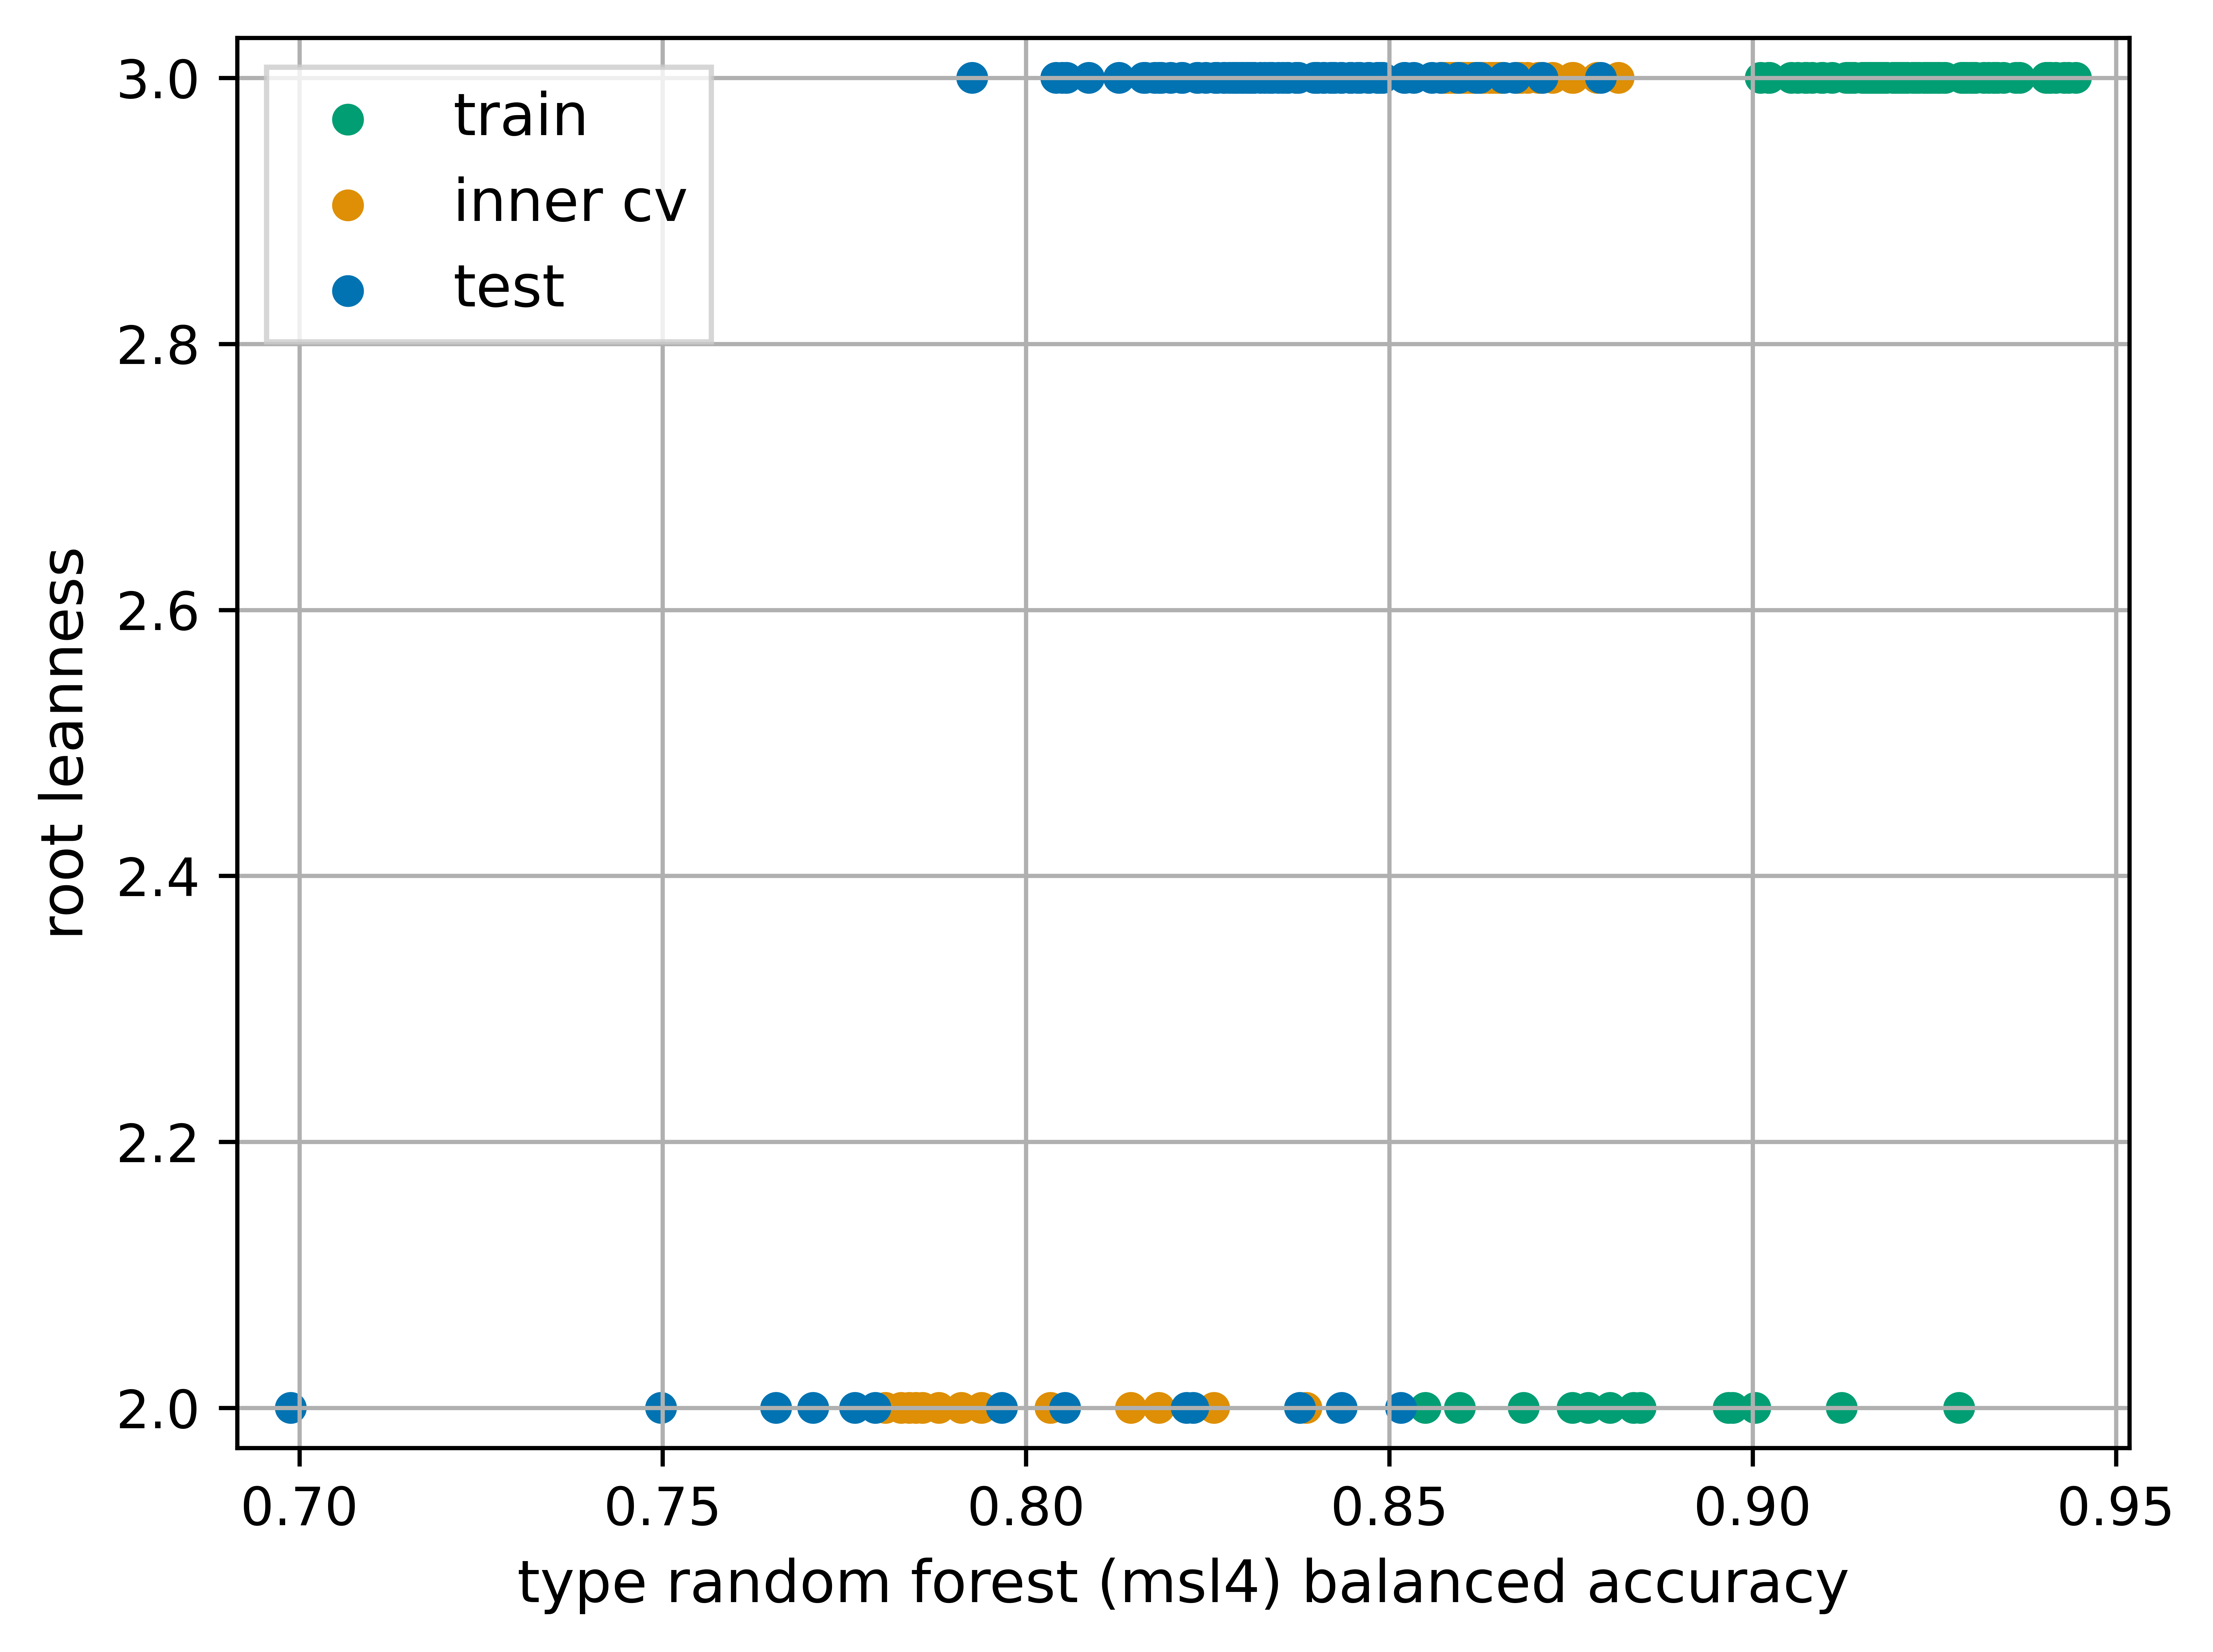 3.0
2.8
2.6
2.4
2.2
2.0
root leanness
train
inner cv
test
0.70 0.75 0.80 0.85 0.90 0.95
type random forest (msl4) balanced accuracy